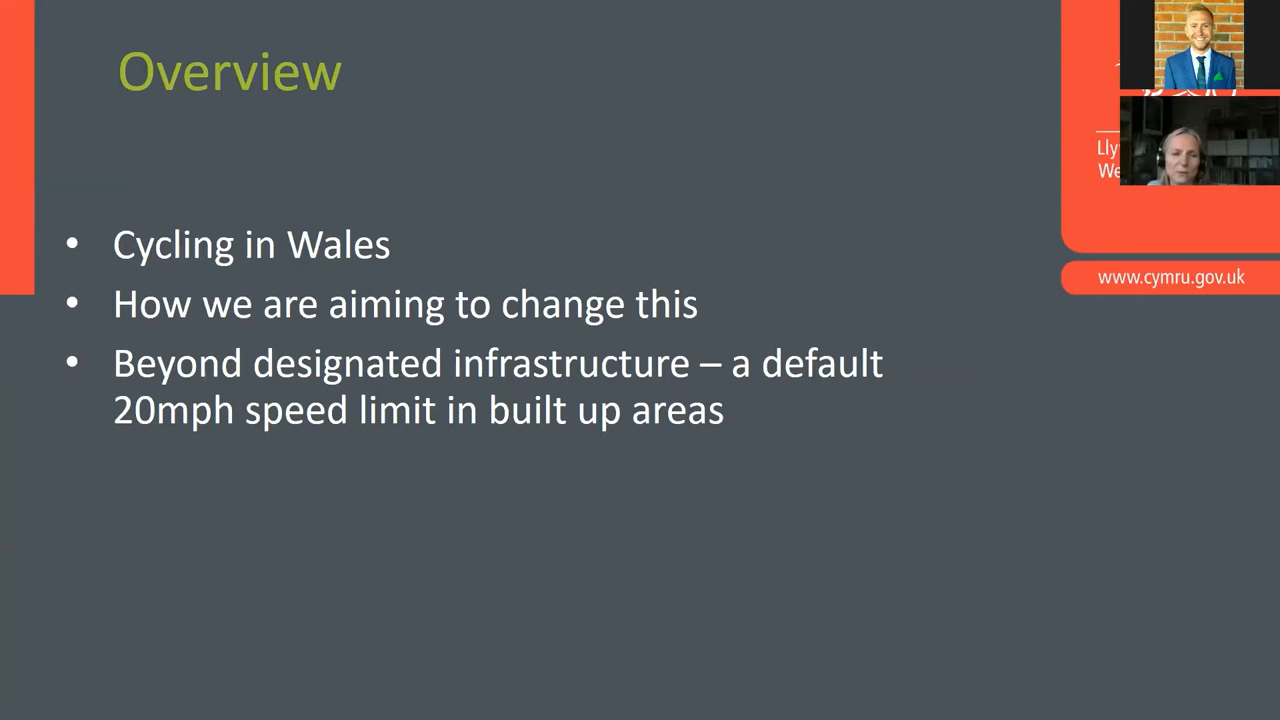 Overview
• Cycling in Wales
• How we are aiming to change this
• Beyond designated infrastructure – a default
20mph speed limit in built up areas
www.cymru.gov.uk